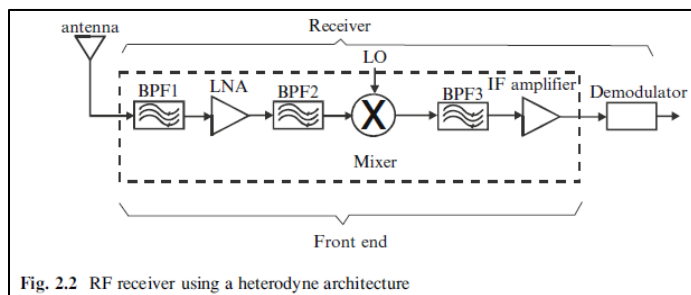 antenna
Receiver
LO
BPF1
LNA
BPF2
BPF3
IF amplifier
Demodulator
X
Mixer
Front end
Fig. 2.2 RF receiver using a heterodyne architecture